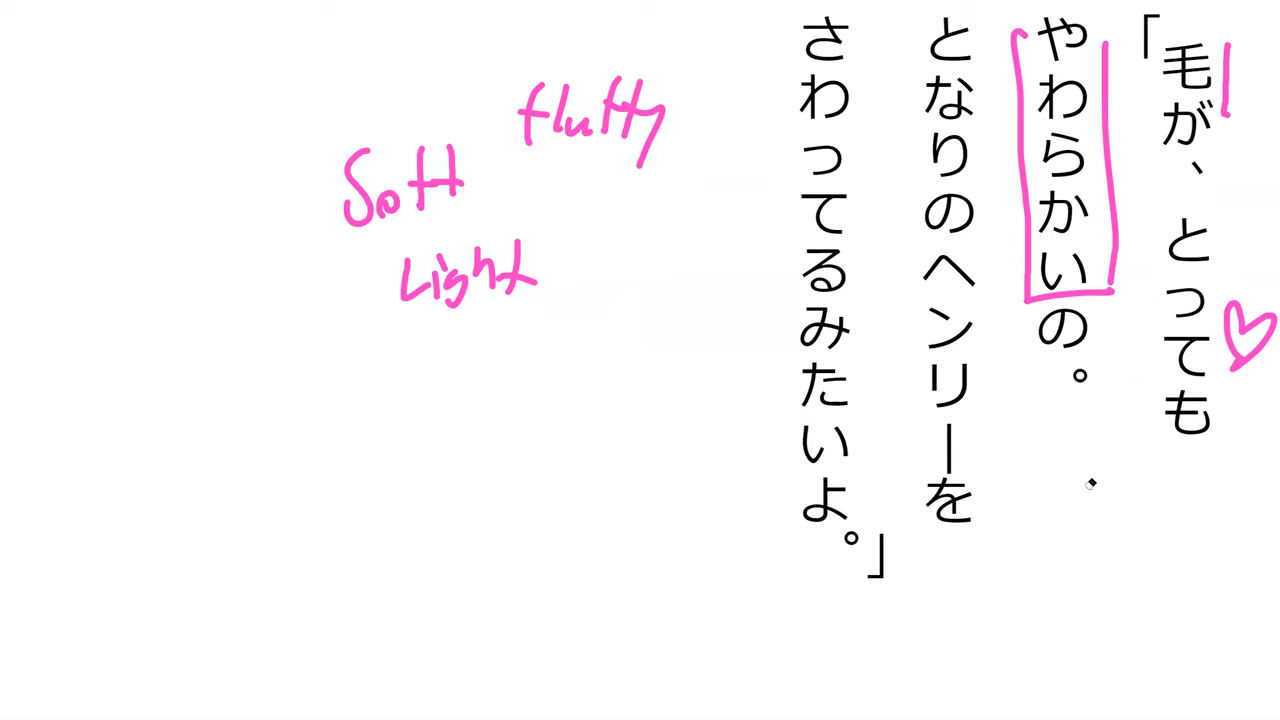 「毛が、とっても
やわらかいの。
となりのヘンリーを
さわってるみたいよ。」
fluffy
Soft
Light